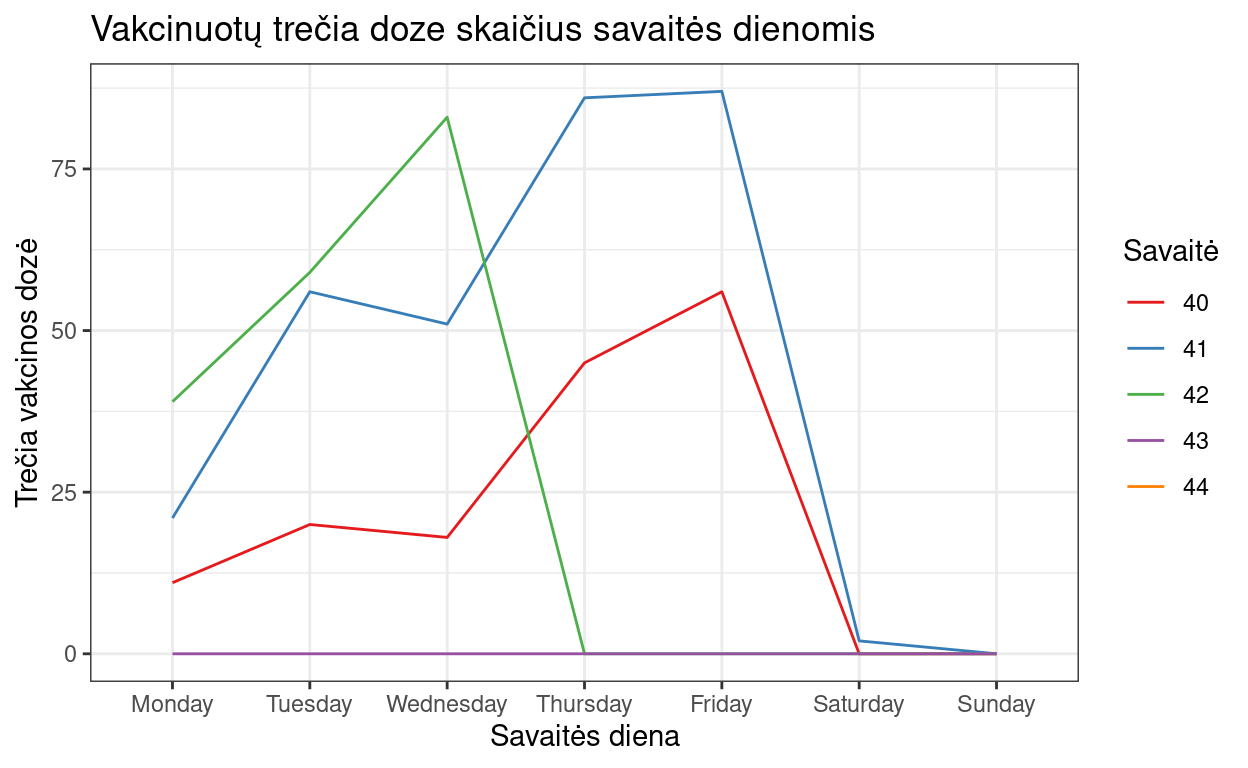 Vakcinuotų trečia doze skaičius savaitės dienomis
Trečia vakcinos dozė
75
50
25
0
Monday Tuesday Wednesday Thursday Friday Saturday Sunday
Savaitės diena
Savaitė
40
41
42
43
44